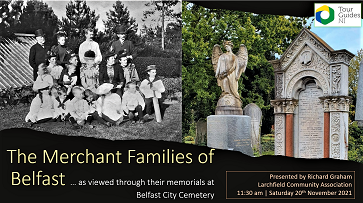 Tour
Guides
NI
The Merchant Families of
Belfast ... as viewed through their memorials at
Belfast City Cemetery
Presented by Richard Graham
Larchfield Community Association
11:30 am | Saturday 20th November 2021